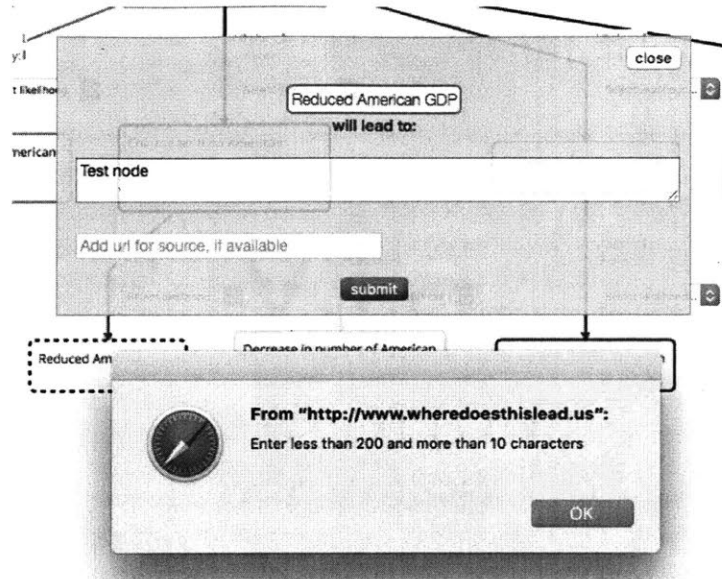 y: l
close
t likelihoo
Reduced American GDP
will lead to:
merican
Test node
Add url for source, if available
submit
Reduced Am
Decrease in number of American
From "http://www.wheredoesthislead.us":
Enter less than 200 and more than 10 characters
OK